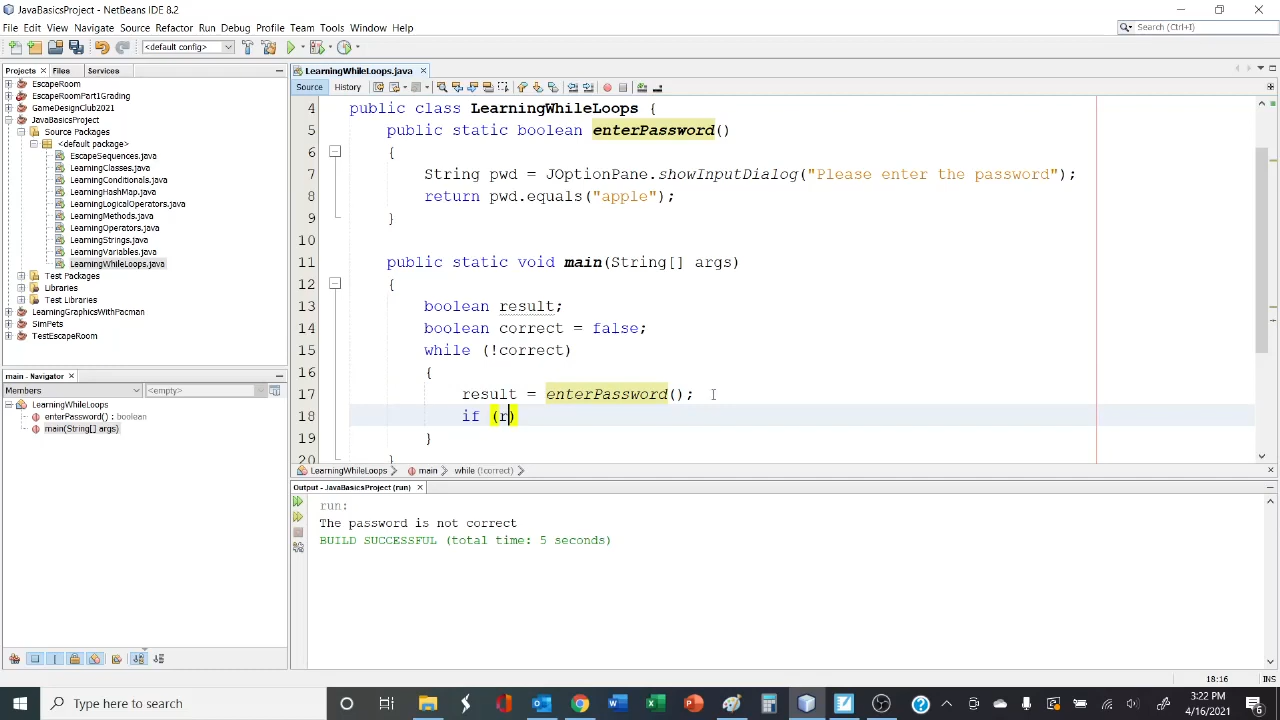 JavaBasicsProject - NetBeans IDE 8.2
File Edit View Navigate Source Refactor Run Debug Profile Team Tools Window Help
Search (Ctrl+I)
<default config>
Projects Files Services
EscapeRoom
EscapeRoomPart1Grading
GameDesignClub2021
JavaBasicsProject
Source Packages
<default package>
EscapeSequences.java
LearningClasses.java
LearningConditionals.java
LearningHashMap.java
LearningLogicalOperators.java
LearningMethods.java
LearningOperators.java
LearningStrings.java
LearningVariables.java
LearningWhileLoops.java
Test Packages
Libraries
Test Libraries
LearningGraphicsWithPacman
SimPets
TestEscapeRoom
main - Navigator
Members <empty>
LearningWhileLoops
enterPassword() : boolean
main(String[] args)
LearningWhileLoops.java
Source History
4 public class LearningWhileLoops {
5 public static boolean enterPassword()
6 {
7 String pwd = JOptionPane.showInputDialog("Please enter the password");
8 return pwd.equals("apple");
9 }
10
11 public static void main(String[] args)
12 {
13 boolean result;
14 boolean correct = false;
15 while (!correct)
16 {
17 result = enterPassword();
18 if (r)
19 }
20 }
LearningWhileLoops main while (!correct)
Output - JavaBasicsProject (run)
run:
The password is not correct
BUILD SUCCESSFUL (total time: 5 seconds)
18:16 INS
Type here to search
3:22 PM
4/16/2021
6